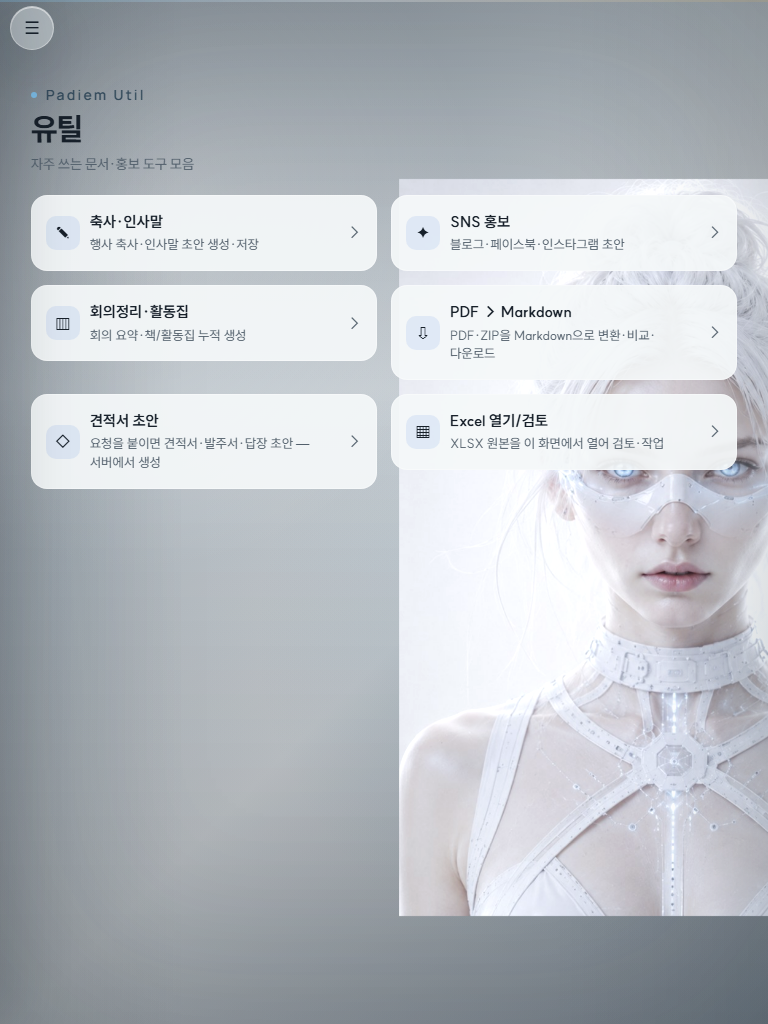 Padiem Util
유틸
자주 쓰는 문서·홍보 도구 모음
축사·인사말
행사 축사·인사말 초안 생성·저장
SNS 홍보
블로그·페이스북·인스타그램 초안
회의정리·활동집
회의 요약·책/활동집 누적 생성
PDF > Markdown
PDF·ZIP을 Markdown으로 변환·비교·
다운로드
견적서 초안
요청을 붙이면 견적서·발주서·답장 초안 —
서버에서 생성
Excel 열기/검토
XLSX 원본을 이 화면에서 열어 검토·작업